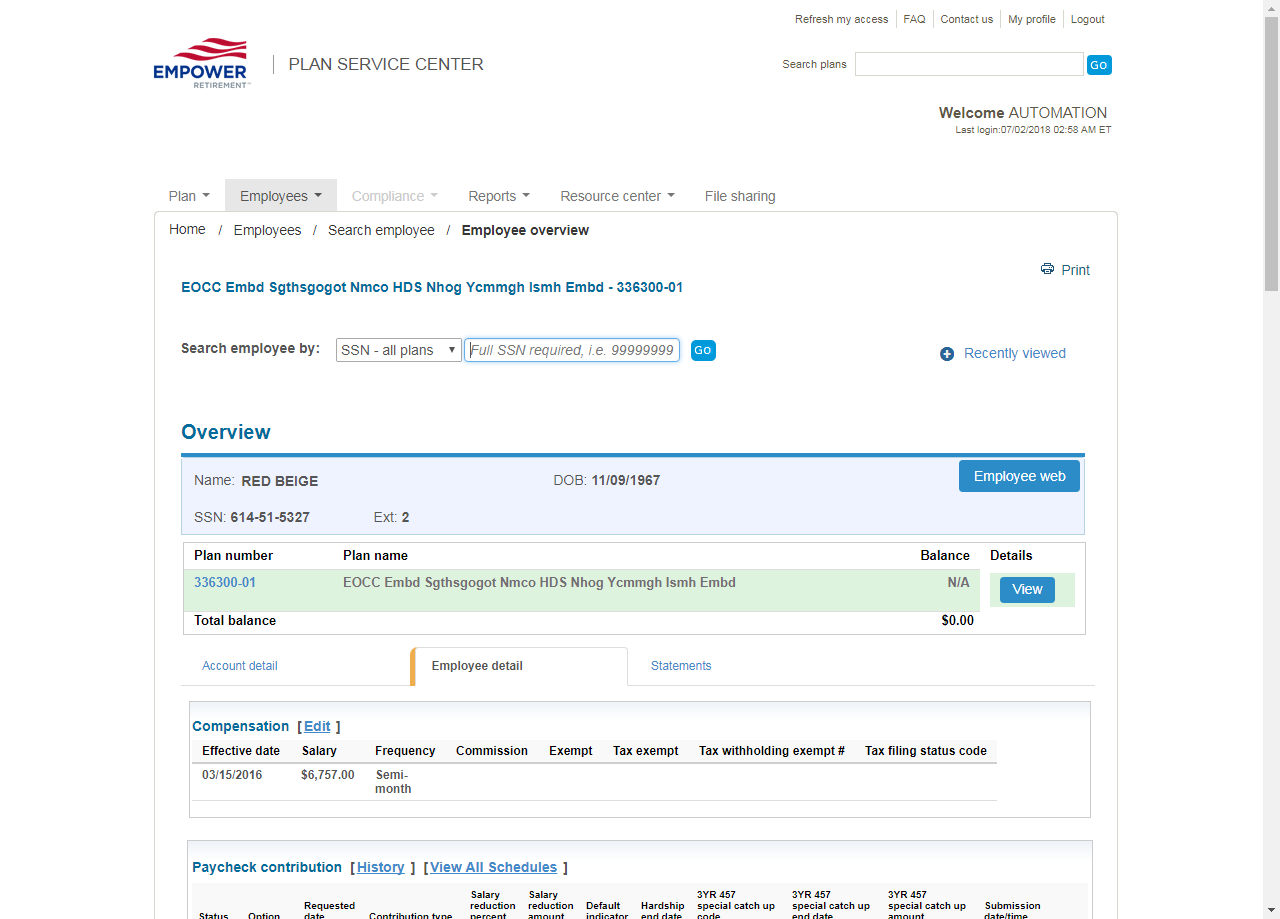 Refresh my access FAQ Contact us My profile Logout
EMPOWER RETIREMENT PLAN SERVICE CENTER
Search plans GO
Welcome AUTOMATION
Last login:07/02/2018 02:58 AM ET
Plan Employees Compliance Reports Resource center File sharing
Home / Employees / Search employee / Employee overview
Print
EOCC Embd Sgthsgogot Nmco HDS Nhog Ycmmgh Ismh Embd - 336300-01
Search employee by: SSN - all plans Full SSN required, i.e. 99999999 GO
Recently viewed
Overview
Name: RED BEIGE DOB: 11/09/1967 Employee web
SSN: 614-51-5327 Ext: 2
Plan number Plan name Balance Details
336300-01 EOCC Embd Sgthsgogot Nmco HDS Nhog Ycmmgh Ismh Embd N/A View
Total balance $0.00
Account detail Employee detail Statements
Compensation [ Edit ]
Effective date Salary Frequency Commission Exempt Tax exempt Tax withholding exempt # Tax filing status code
03/15/2016 $6,757.00 Semi-
month
Paycheck contribution [ History ] [ View All Schedules ]
Salary Salary 3YR 457 3YR 457 3YR 457
Requested reduction reduction Default Hardship special catch up special catch up special catch up Submission
Status Option date Contribution type percent amount indicator end date code end date amount date/time